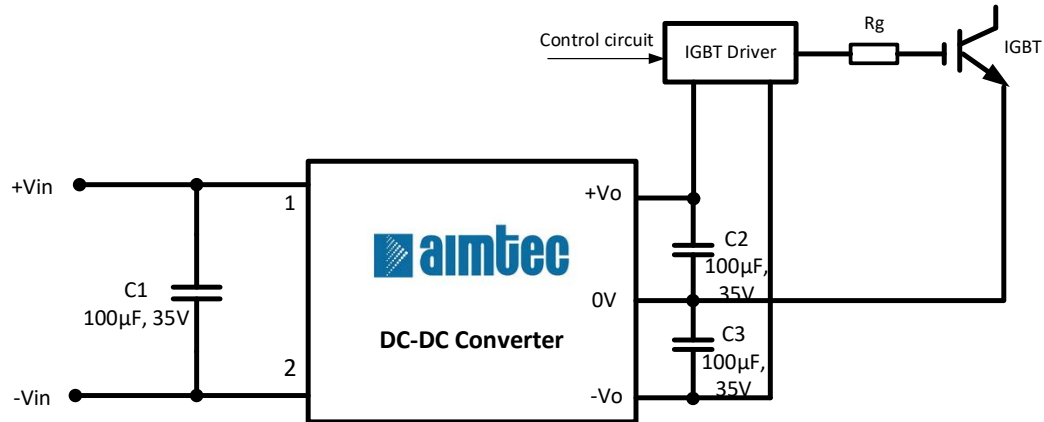 Control circuit
IGBT Driver
Rg
IGBT
+Vin
1
+Vo
aimtec
C2
100µF,
35V
C1
100µF, 35V
0V
DC-DC Converter
C3
100µF,
35V
2
-Vin
-Vo